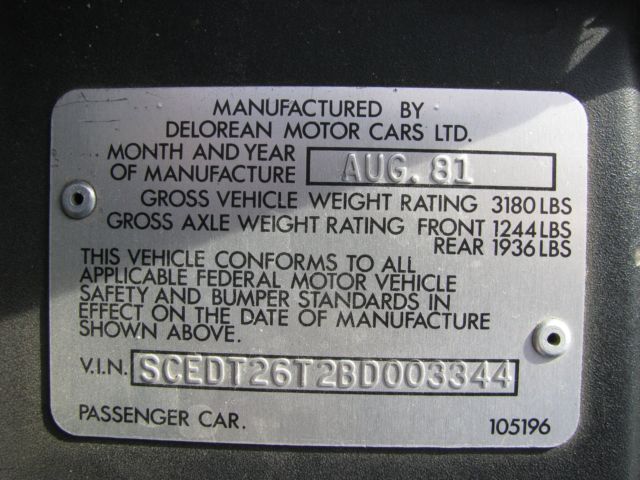 MANUFACTURED BY
DELOREAN MOTOR CARS LTD.
MONTH AND YEAR
OF MANUFACTURE AUG. 81
GROSS VEHICLE WEIGHT RATING 3180 LBS
GROSS AXLE WEIGHT RATING FRONT 1244 LBS
REAR 1936 LBS
THIS VEHICLE CONFORMS TO ALL
APPLICABLE FEDERAL MOTOR VEHICLE
SAFETY AND BUMPER STANDARDS IN
EFFECT ON THE DATE OF MANUFACTURE
SHOWN ABOVE.
V.I.N. SCEDT26T2BD003344
PASSENGER CAR. 105196